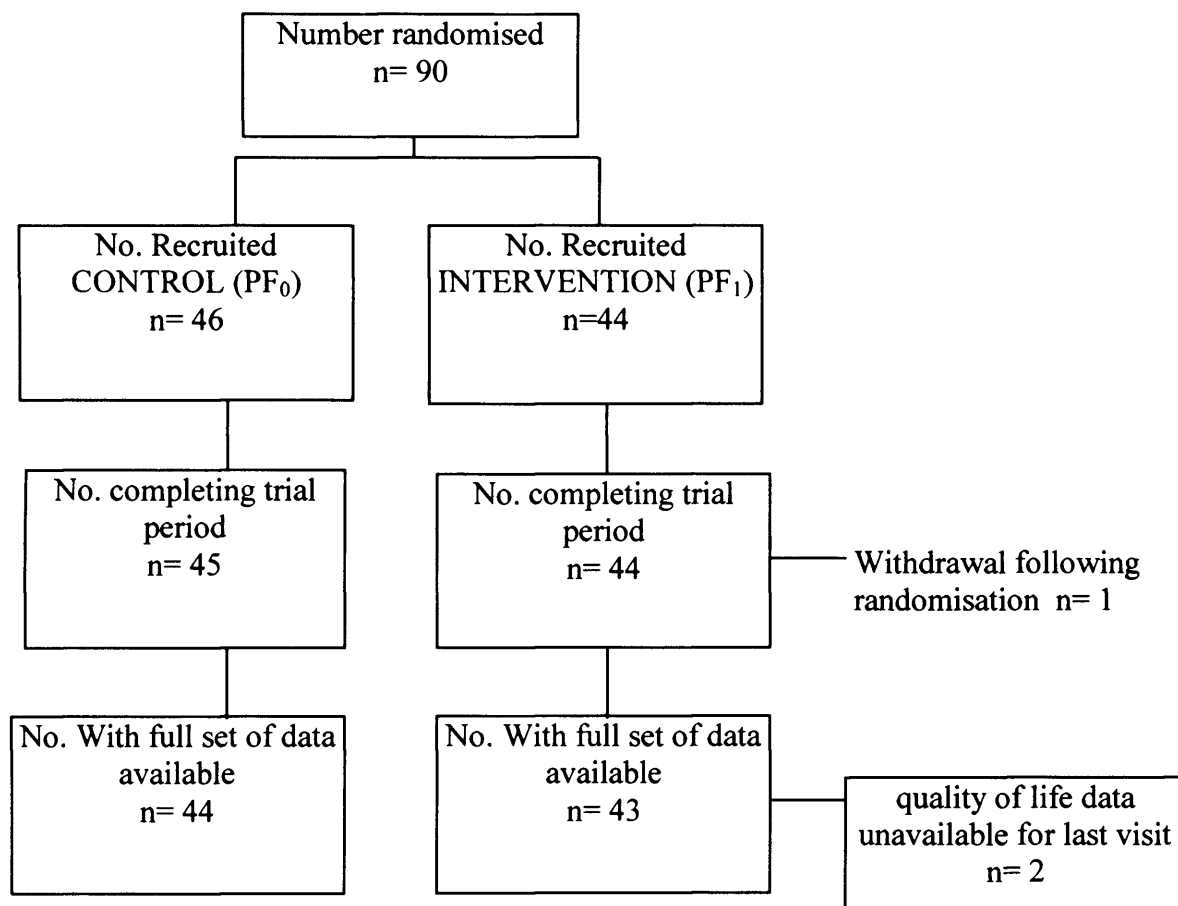 Number randomised
n= 90
No. Recruited
CONTROL (PF₀)
n= 46
No. Recruited
INTERVENTION (PF₁)
n=44
No. completing trial
period
n= 45
No. completing trial
period
n= 44
Withdrawal following
randomisation n= 1
No. With full set of data
available
n= 44
No. With full set of data
available
n= 43
quality of life data
unavailable for last visit
n= 2